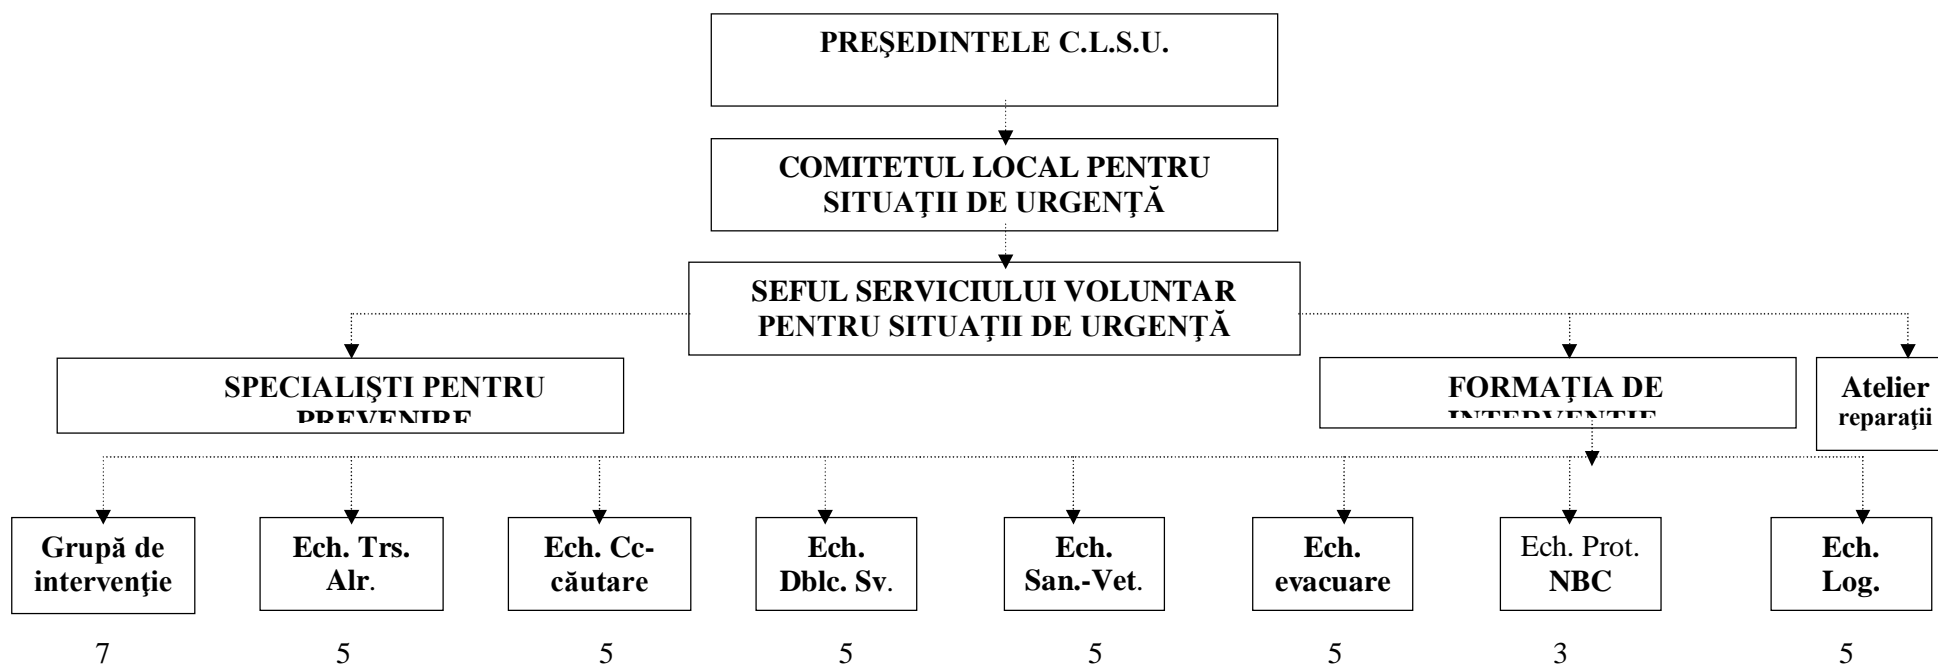 PREŞEDINTELE C.L.S.U.
COMITETUL LOCAL PENTRU
SITUAŢII DE URGENŢĂ
SEFUL SERVICIULUI VOLUNTAR
PENTRU SITUAŢII DE URGENŢĂ
SPECIALIŞTI PENTRU
PREVENIRE
FORMAŢIA DE
INTERVENŢIE
Atelier
reparaţii
Grupă de
intervenţie
Ech. Trs.
Alr.
Ech. Cc-
căutare
Ech.
Dblc. Sv.
Ech.
San.-Vet.
Ech.
evacuare
Ech. Prot.
NBC
Ech.
Log.
7 5 5 5 5 5 3 5